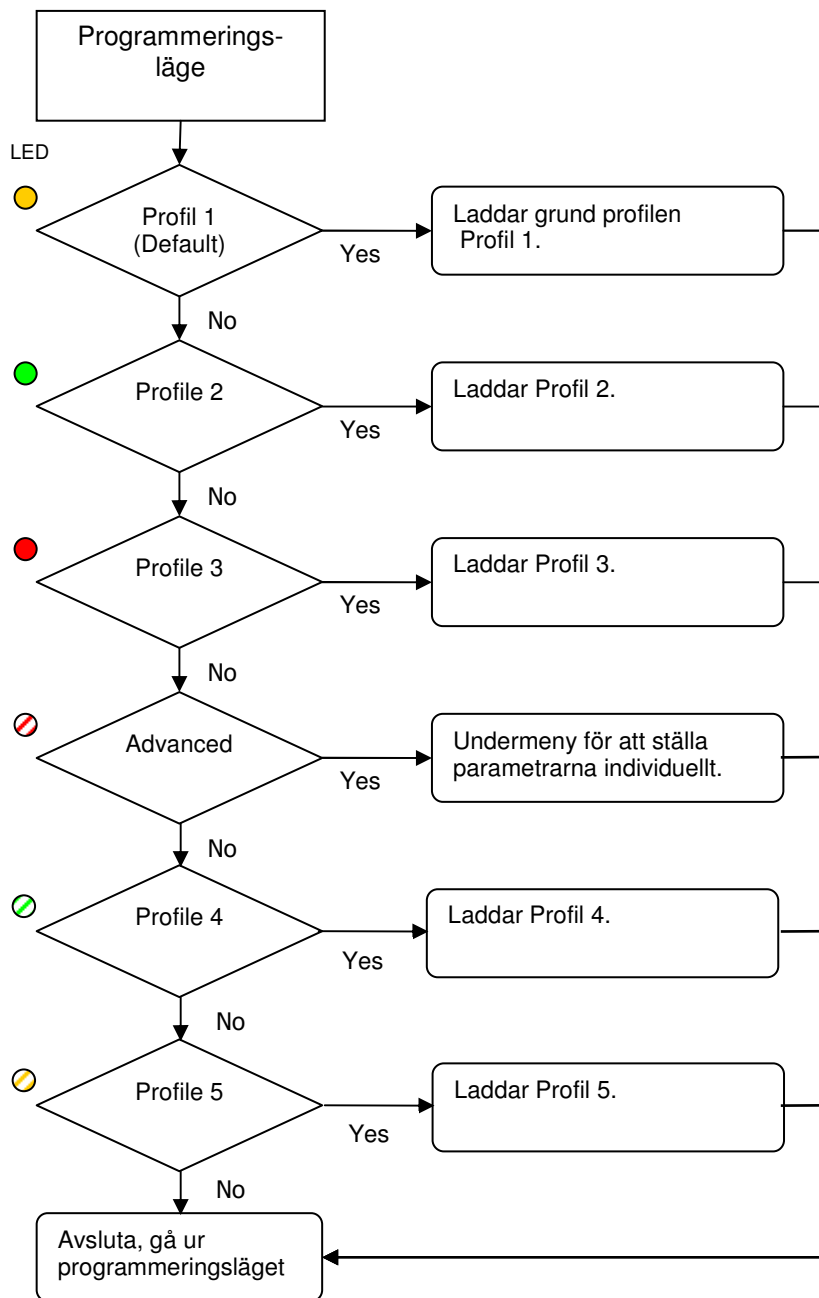 Programmerings-
läge
LED
Profil 1
(Default)
Yes
Laddar grund profilen
Profil 1.
No
Profile 2
Yes
Laddar Profil 2.
No
Profile 3
Yes
Laddar Profil 3.
No
Advanced
Yes
Undermeny för att ställa
parametrarna individuellt.
No
Profile 4
Yes
Laddar Profil 4.
No
Profile 5
Yes
Laddar Profil 5.
No
Avsluta, gå ur
programmeringsläget